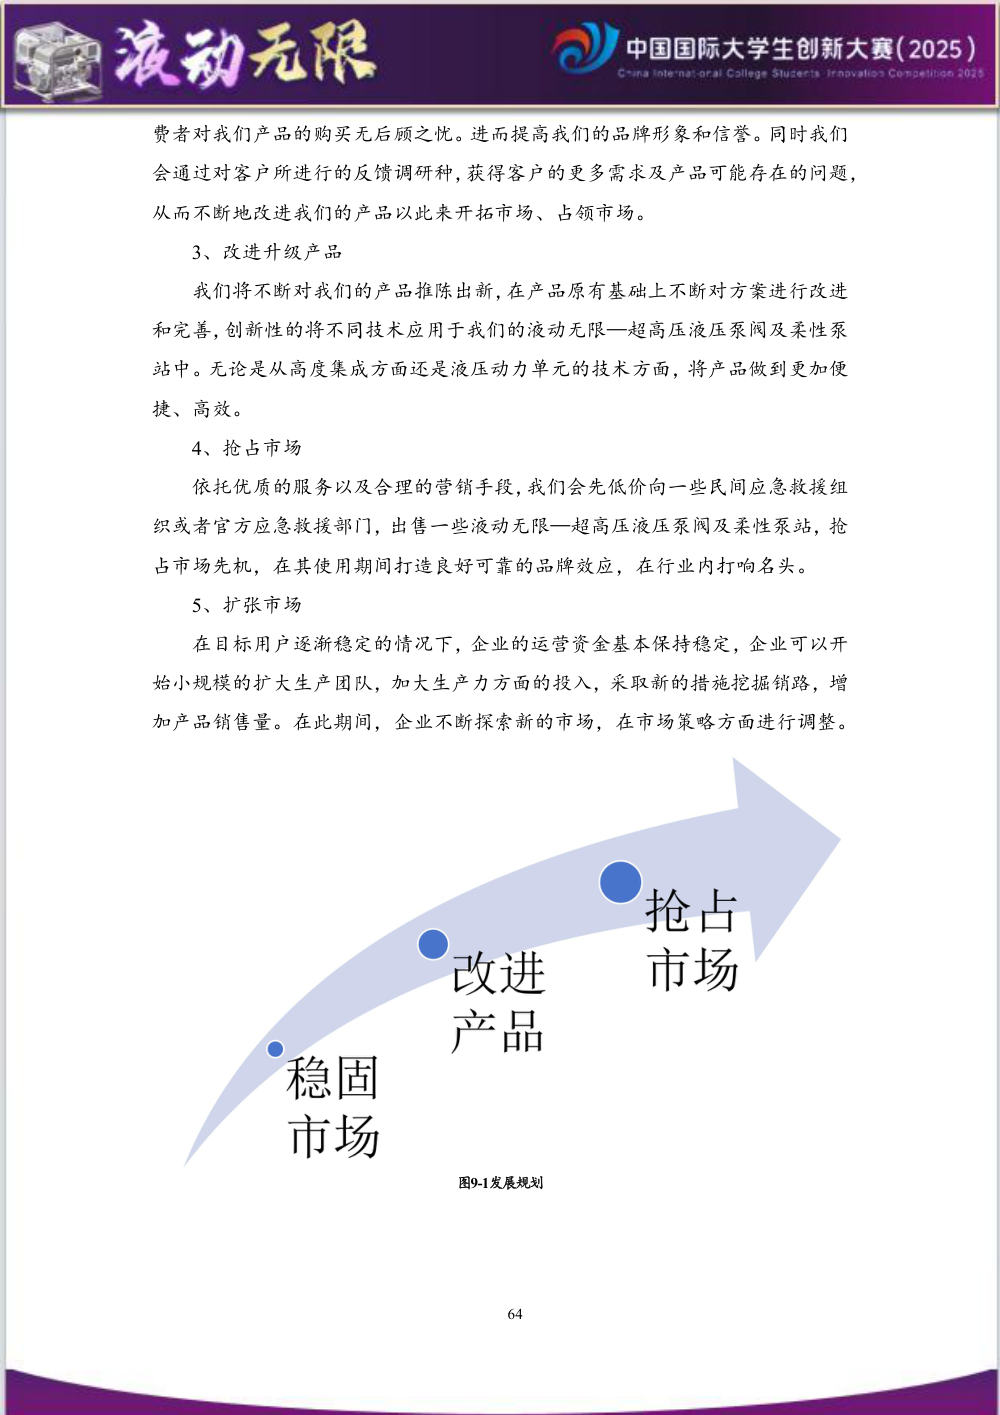 液动无限
中国国际大学生创新大赛(2025)
China International College Students Innovation Competition 2025
费者对我们产品的购买无后顾之忧。进而提高我们的品牌形象和信誉。同时我们
会通过对客户所进行的反馈调研种,获得客户的更多需求及产品可能存在的问题,
从而不断地改进我们的产品以此来开拓市场、占领市场。
3、改进升级产品
我们将不断对我们的产品推陈出新,在产品原有基础上不断对方案进行改进
和完善,创新性的将不同技术应用于我们的液动无限—超高压液压泵阀及柔性泵
站中。无论是从高度集成方面还是液压动力单元的技术方面,将产品做到更加便
捷、高效。
4、抢占市场
依托优质的服务以及合理的营销手段,我们会先低价向一些民间应急救援组
织或者官方应急救援部门,出售一些液动无限—超高压液压泵阀及柔性泵站,抢
占市场先机,在其使用期间打造良好可靠的品牌效应,在行业内打响名头。
5、扩张市场
在目标用户逐渐稳定的情况下,企业的运营资金基本保持稳定,企业可以开
始小规模的扩大生产团队,加大生产力方面的投入,采取新的措施挖掘销路,增
加产品销售量。在此期间,企业不断探索新的市场,在市场策略方面进行调整。
抢占
市场
改进
产品
稳固
市场
图9-1发展规划
64